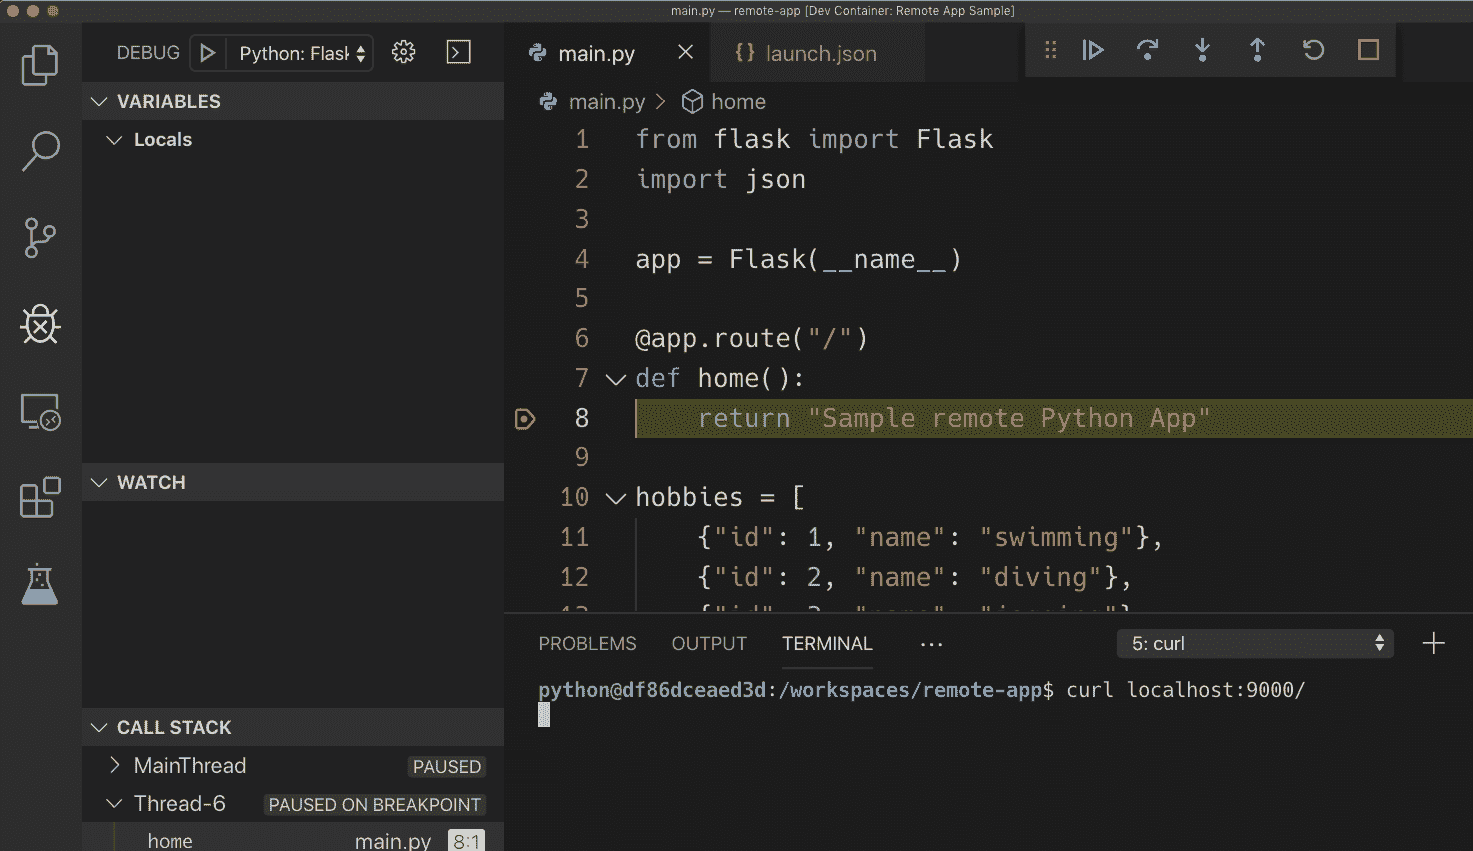 main.py — remote-app [Dev Container: Remote App Sample]
DEBUG Python: Flask
VARIABLES
Locals
WATCH
CALL STACK
MainThread PAUSED
Thread-6 PAUSED ON BREAKPOINT
home main.py 8:1
main.py launch.json
main.py home
1 from flask import Flask
2 import json
3
4 app = Flask(__name__)
5
6 @app.route("/")
7 def home():
8 return "Sample remote Python App"
9
10 hobbies = [
11 {"id": 1, "name": "swimming"},
12 {"id": 2, "name": "diving"},
PROBLEMS OUTPUT TERMINAL ··· 5: curl
python@df86dceaed3d:/workspaces/remote-app$ curl localhost:9000/